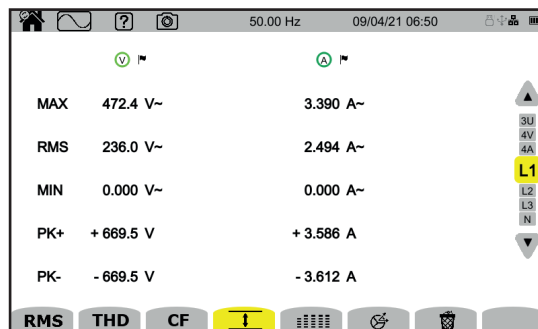 ? 50.00 Hz 09/04/21 06:50
V A
MAX 472.4 V~ 3.390 A~
RMS 236.0 V~ 2.494 A~
MIN 0.000 V~ 0.000 A~
PK+ + 669.5 V + 3.586 A
PK- - 669.5 V - 3.612 A
3U
4V
4A
L1
L2
L3
N
RMS THD CF